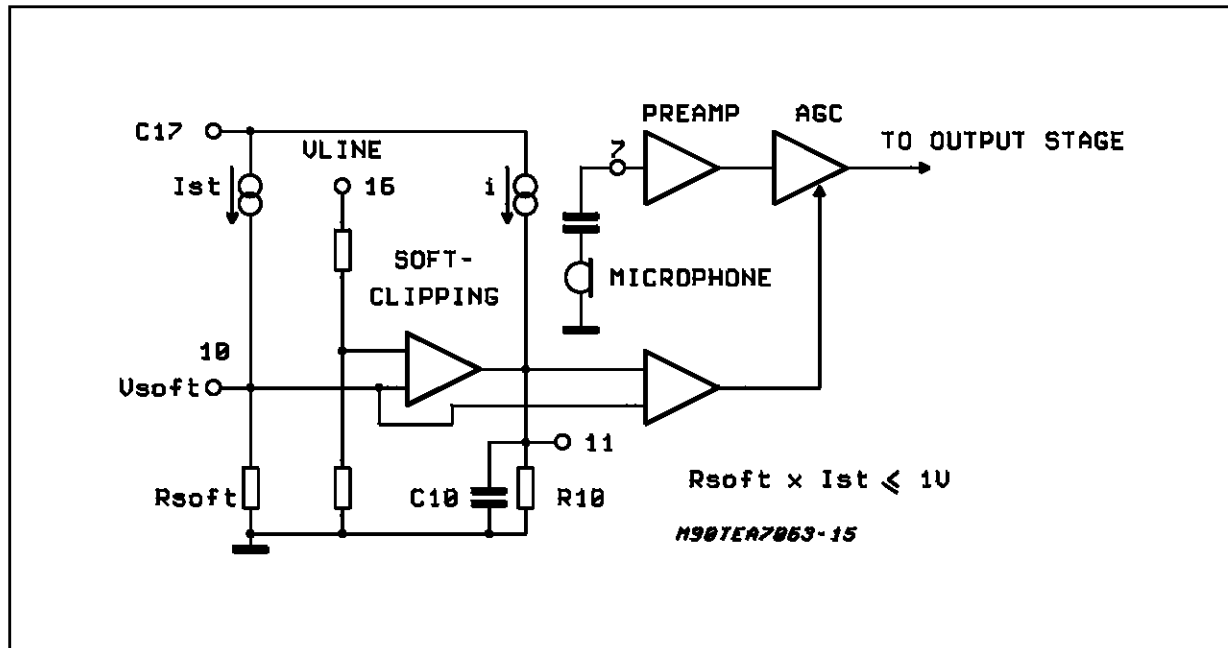 PREAMP
AGC
C17
VLINE
7
TO OUTPUT STAGE
Ist
16
i
SOFT-
CLIPPING
MICROPHONE
10
Vsoft
11
Rsoft
C10
R10
Rsoft x Ist ⩽ 1V
M90TEA7063-15